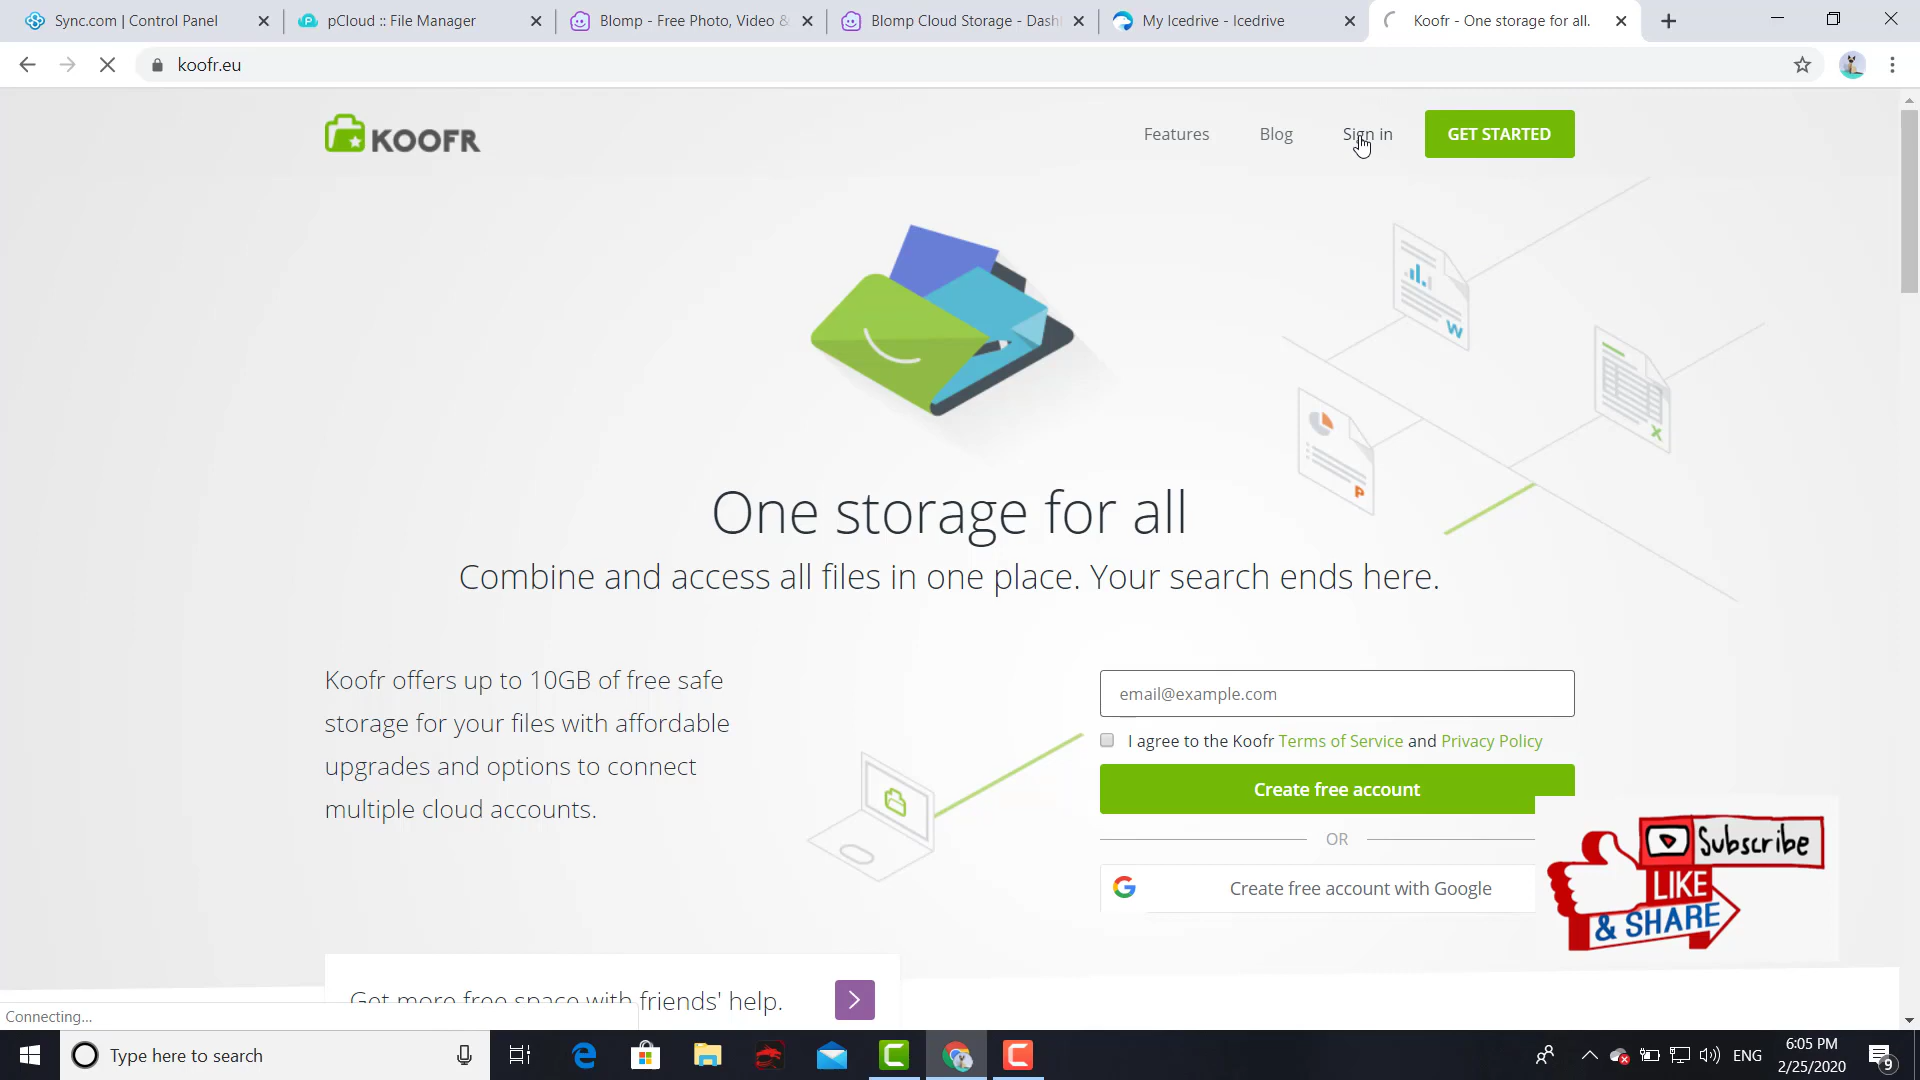 Sync.com | Control Panel
pCloud :: File Manager
Blomp - Free Photo, Video &
Blomp Cloud Storage - Dash
My Icedrive - Icedrive
Koofr - One storage for all.
koofr.eu
KOOFR
Features
Blog
Sign in
GET STARTED
W
X
P
One storage for all
Combine and access all files in one place. Your search ends here.
Koofr offers up to 10GB of free safe
storage for your files with affordable
upgrades and options to connect
multiple cloud accounts.
email@example.com
I agree to the Koofr Terms of Service and Privacy Policy
Create free account
OR
Create free account with Google
Subscribe
LIKE
& SHARE
Get more free space with friends' help.
Connecting...
Type here to search
ENG
6:05 PM
2/25/2020
9